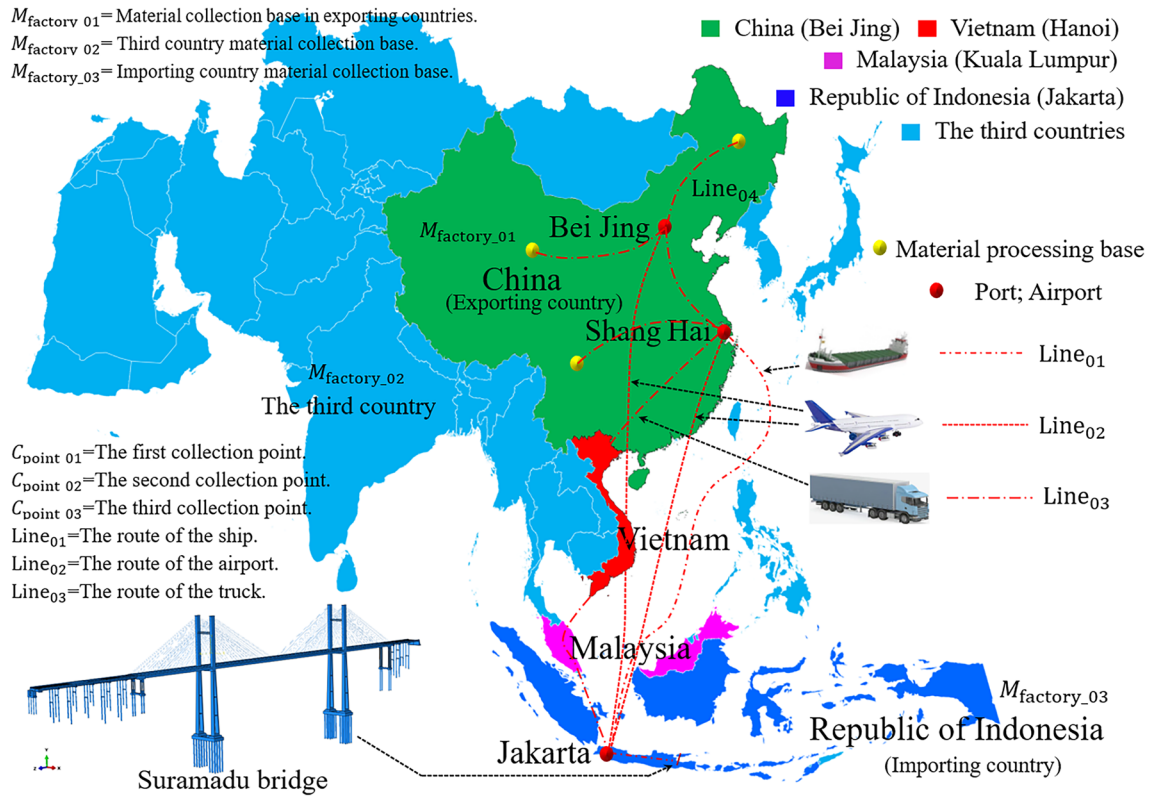 M_factory_01=Material collection base in exporting countries.
M_factory_02=Third country material collection base.
M_factory_03=Importing country material collection base.
China (Bei Jing)
Vietnam (Hanoi)
Malaysia (Kuala Lumpur)
Republic of Indonesia (Jakarta)
The third countries
Line04
M_factory_01
Bei Jing
China
(Exporting country)
Material processing base
Port; Airport
Shang Hai
Line01
M_factory_02
The third country
Line02
C_point 01=The first collection point.
C_point 02=The second collection point.
C_point 03=The third collection point.
Line01=The route of the ship.
Line02=The route of the airport.
Line03=The route of the truck.
Line03
Vietnam
Malaysia
M_factory_03
Republic of Indonesia
(Importing country)
Jakarta
Suramadu bridge